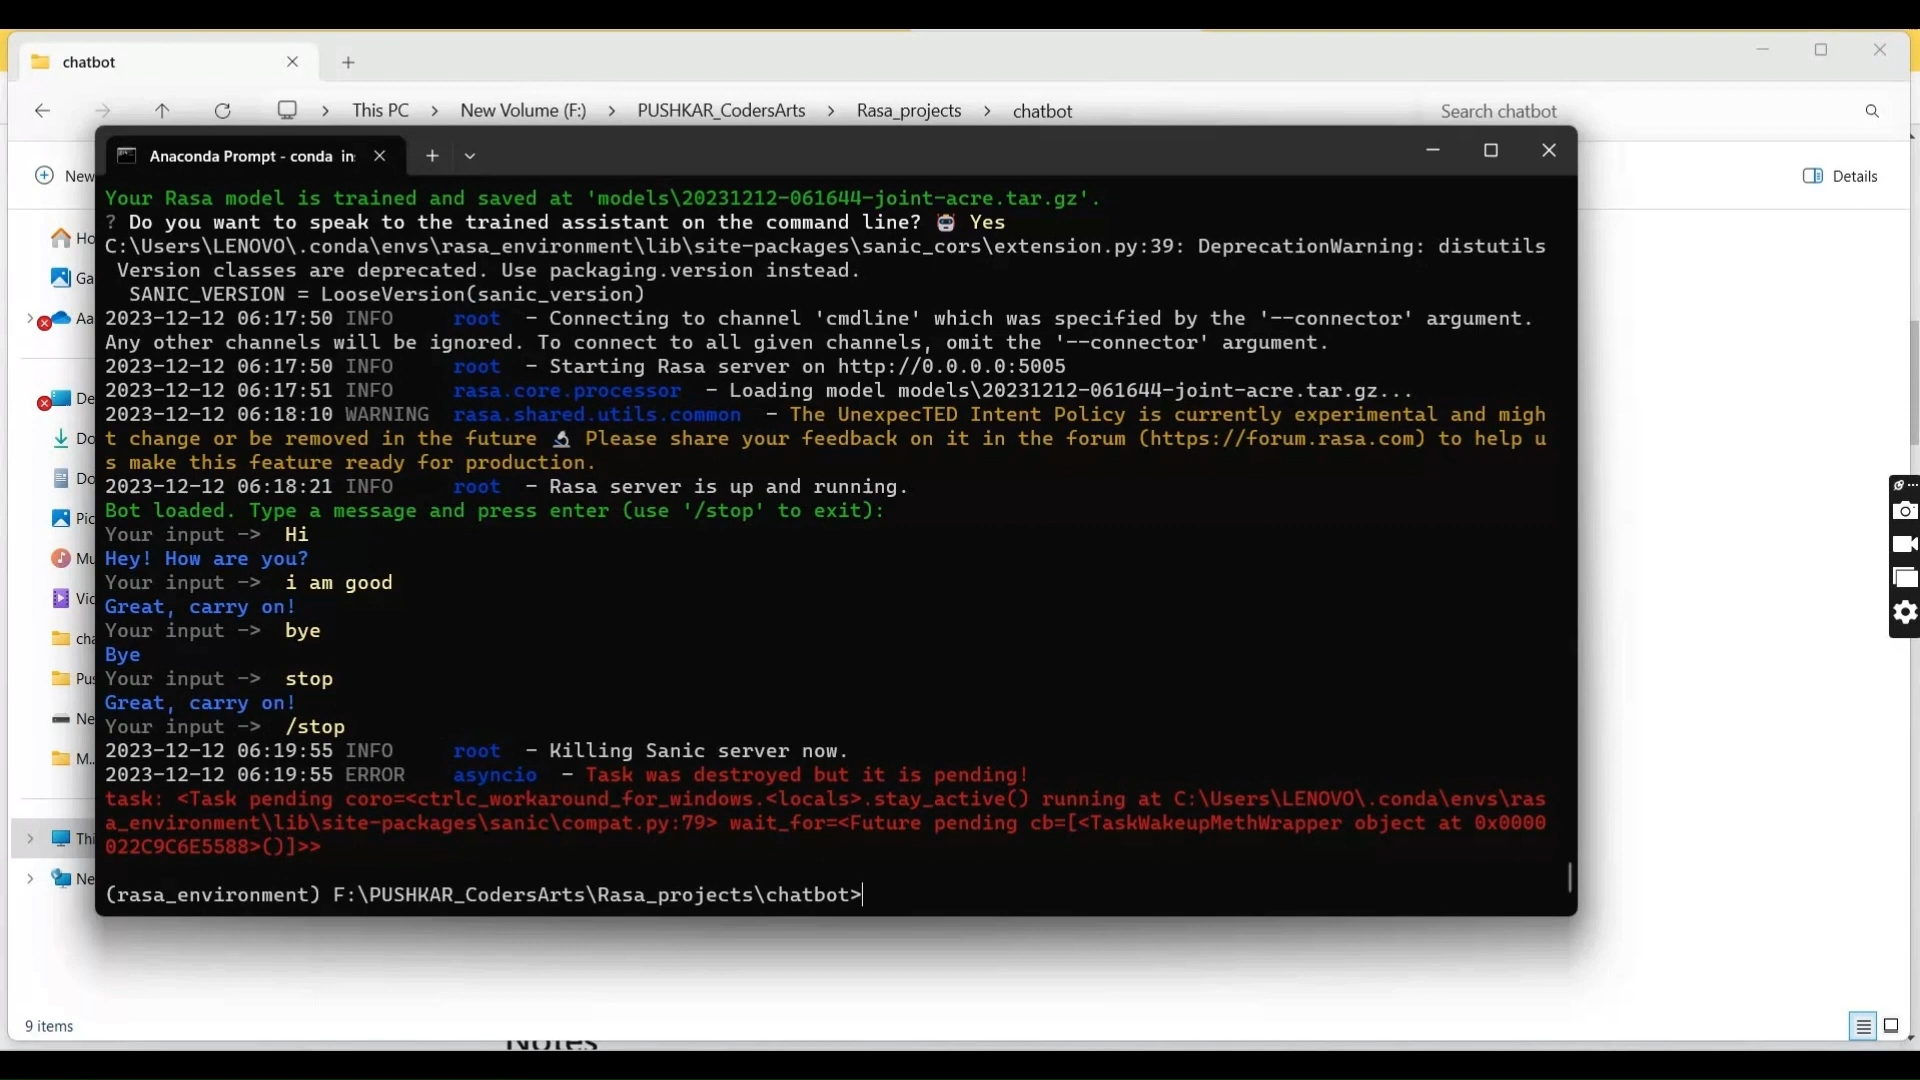 chatbot
This PC > New Volume (F:) > PUSHKAR_CodersArts > Rasa_projects > chatbot
Search chatbot
Anaconda Prompt - conda in
New
Details
Your Rasa model is trained and saved at 'models\20231212-061644-joint-acre.tar.gz'.
? Do you want to speak to the trained assistant on the command line? 🤖 Yes
C:\Users\LENOVO\.conda\envs\rasa_environment\lib\site-packages\sanic_cors\extension.py:39: DeprecationWarning: distutils
Version classes are deprecated. Use packaging.version instead.
SANIC_VERSION = LooseVersion(sanic_version)
2023-12-12 06:17:50 INFO     root  - Connecting to channel 'cmdline' which was specified by the '--connector' argument.
Any other channels will be ignored. To connect to all given channels, omit the '--connector' argument.
2023-12-12 06:17:50 INFO     root  - Starting Rasa server on http://0.0.0.0:5005
2023-12-12 06:17:51 INFO     rasa.core.processor  - Loading model models\20231212-061644-joint-acre.tar.gz...
2023-12-12 06:18:10 WARNING  rasa.shared.utils.common  - The UnexpecTED Intent Policy is currently experimental and migh
t change or be removed in the future 🔬 Please share your feedback on it in the forum (https://forum.rasa.com) to help u
s make this feature ready for production.
2023-12-12 06:18:21 INFO     root  - Rasa server is up and running.
Bot loaded. Type a message and press enter (use '/stop' to exit):
Your input ->  Hi
Hey! How are you?
Your input ->  i am good
Great, carry on!
Your input ->  bye
Bye
Your input ->  stop
Great, carry on!
Your input ->  /stop
2023-12-12 06:19:55 INFO     root  - Killing Sanic server now.
2023-12-12 06:19:55 ERROR    asyncio  - Task was destroyed but it is pending!
task: <Task pending coro=<ctrlc_workaround_for_windows.<locals>.stay_active() running at C:\Users\LENOVO\.conda\envs\ras
a_environment\lib\site-packages\sanic\compat.py:79> wait_for=<Future pending cb=[<TaskWakeupMethWrapper object at 0x0000
022C9C6E5588>()]>>
(rasa_environment) F:\PUSHKAR_CodersArts\Rasa_projects\chatbot>
Ho
Ga
Aa
De
Do
Do
Pic
Mu
Vic
cha
Pus
Ne
M..
Thi
Ne
9 items
Notes